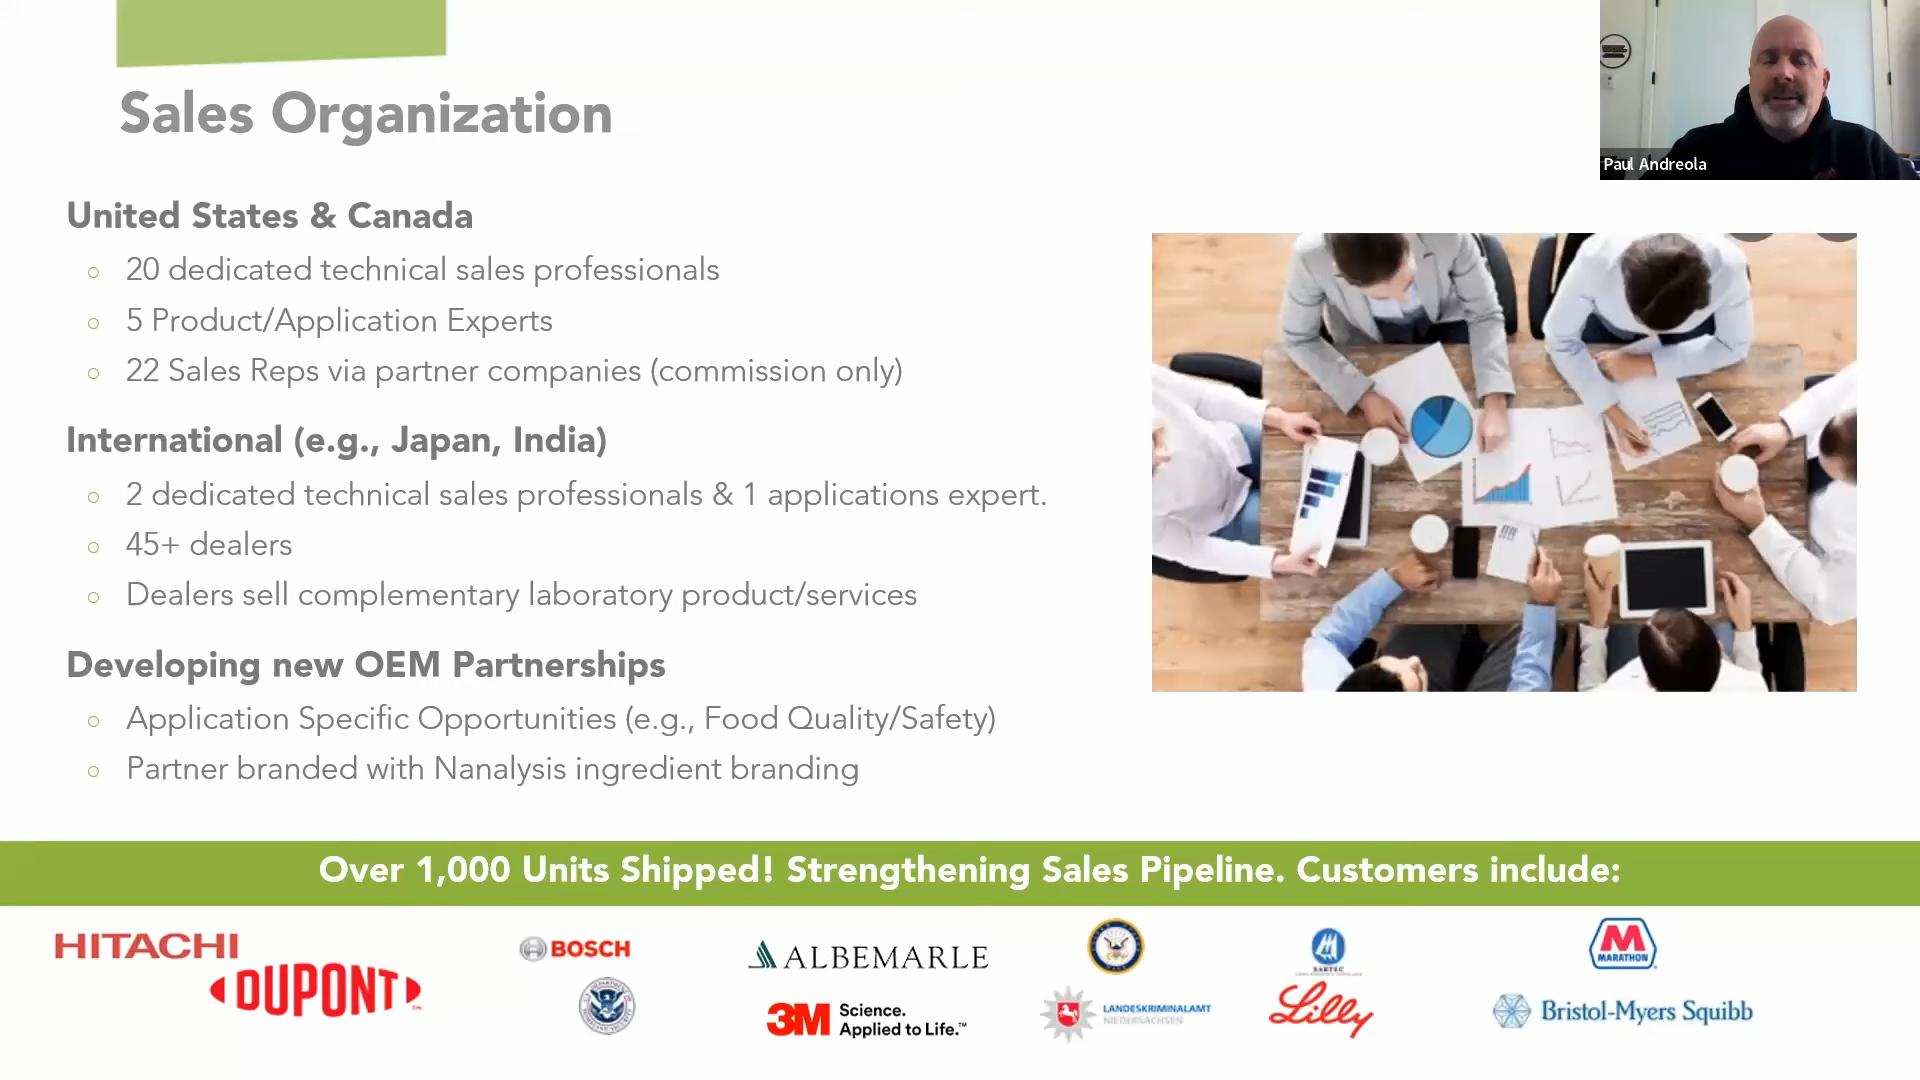 Sales Organization
Paul Andreola
United States & Canada
20 dedicated technical sales professionals
5 Product/Application Experts
22 Sales Reps via partner companies (commission only)
International (e.g., Japan, India)
2 dedicated technical sales professionals & 1 applications expert.
45+ dealers
Dealers sell complementary laboratory product/services
Developing new OEM Partnerships
Application Specific Opportunities (e.g., Food Quality/Safety)
Partner branded with Nanalysis ingredient branding
Over 1,000 Units Shipped! Strengthening Sales Pipeline. Customers include:
HITACHI
DUPONT
BOSCH
ALBEMARLE
3M Science.
Applied to Life.™
LANDESKRIMINALAMT
NIEDERSACHSEN
Lilly
MARATHON
Bristol-Myers Squibb